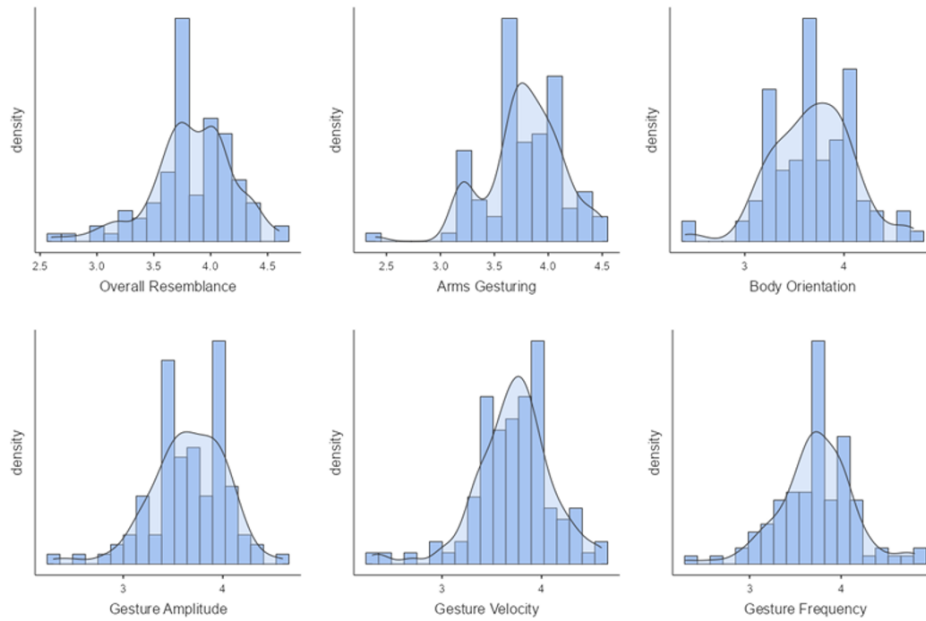 density
2.5 3.0 3.5 4.0 4.5
Overall Resemblance
density
2.5 3.0 3.5 4.0 4.5
Arms Gesturing
density
3 4
Body Orientation
density
3 4
Gesture Amplitude
density
3 4
Gesture Velocity
density
3 4
Gesture Frequency